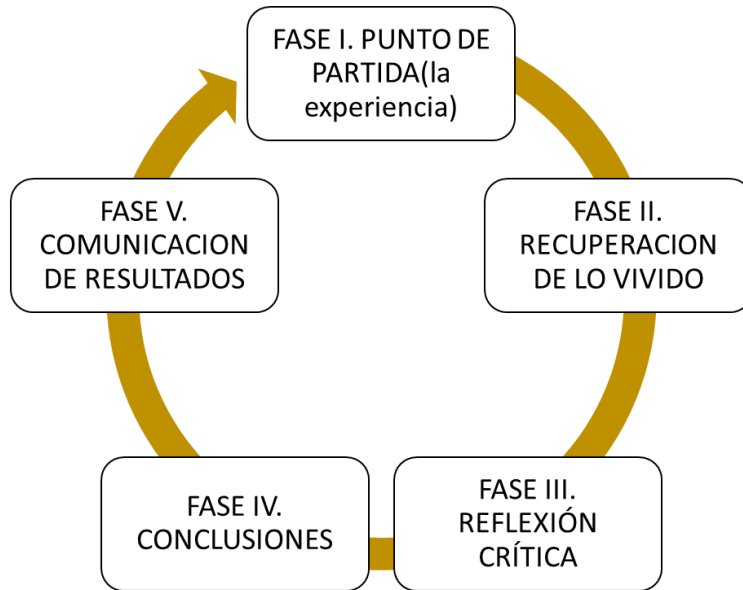 FASE I. PUNTO DE
PARTIDA(la
experiencia)
FASE II.
RECUPERACION
DE LO VIVIDO
FASE III.
REFLEXIÓN
CRÍTICA
FASE IV.
CONCLUSIONES
FASE V.
COMUNICACION
DE RESULTADOS